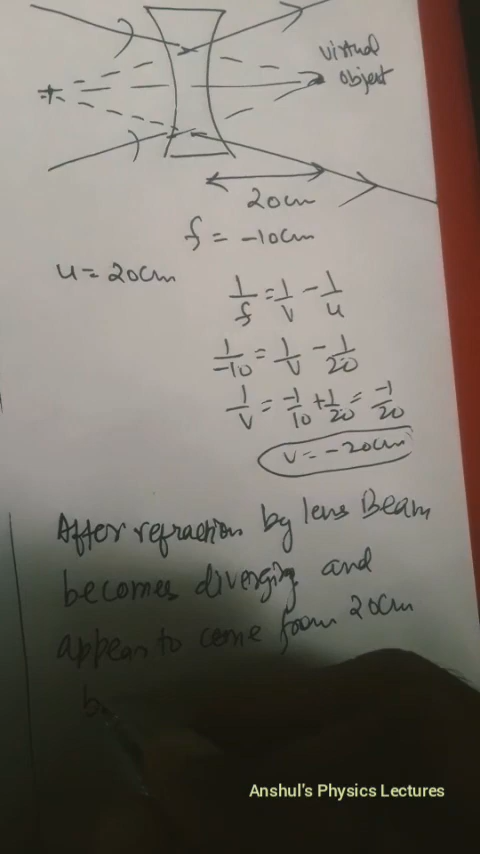 virtual
object
20cm
f = -10cm
u = 20cm
1/f = 1/v - 1/u
1/-10 = 1/v - 1/20
1/v = -1/10 + 1/20 = -1/20
v = -20cm
After refraction by lens Beam
becomes diverging and
appear to come from 20cm
b
Anshul's Physics Lectures